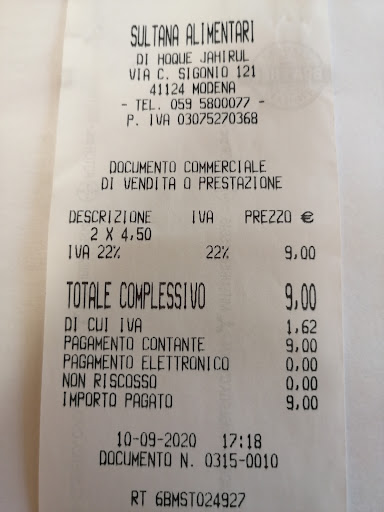 SULTANA ALIMENTARI
DI HOQUE JAHIRUL
VIA C. SIGONIO 121
41124 MODENA
- TEL. 059 5800077 -
P. IVA 03075270368
DOCUMENTO COMMERCIALE
DI VENDITA O PRESTAZIONE
DESCRIZIONE IVA PREZZO €
2 X 4,50
IVA 22% 22% 9,00
TOTALE COMPLESSIVO 9,00
DI CUI IVA 1,62
PAGAMENTO CONTANTE 9,00
PAGAMENTO ELETTRONICO 0,00
NON RISCOSSO 0,00
IMPORTO PAGATO 9,00
10-09-2020 17:18
DOCUMENTO N. 0315-0010
RT 6BMST024927